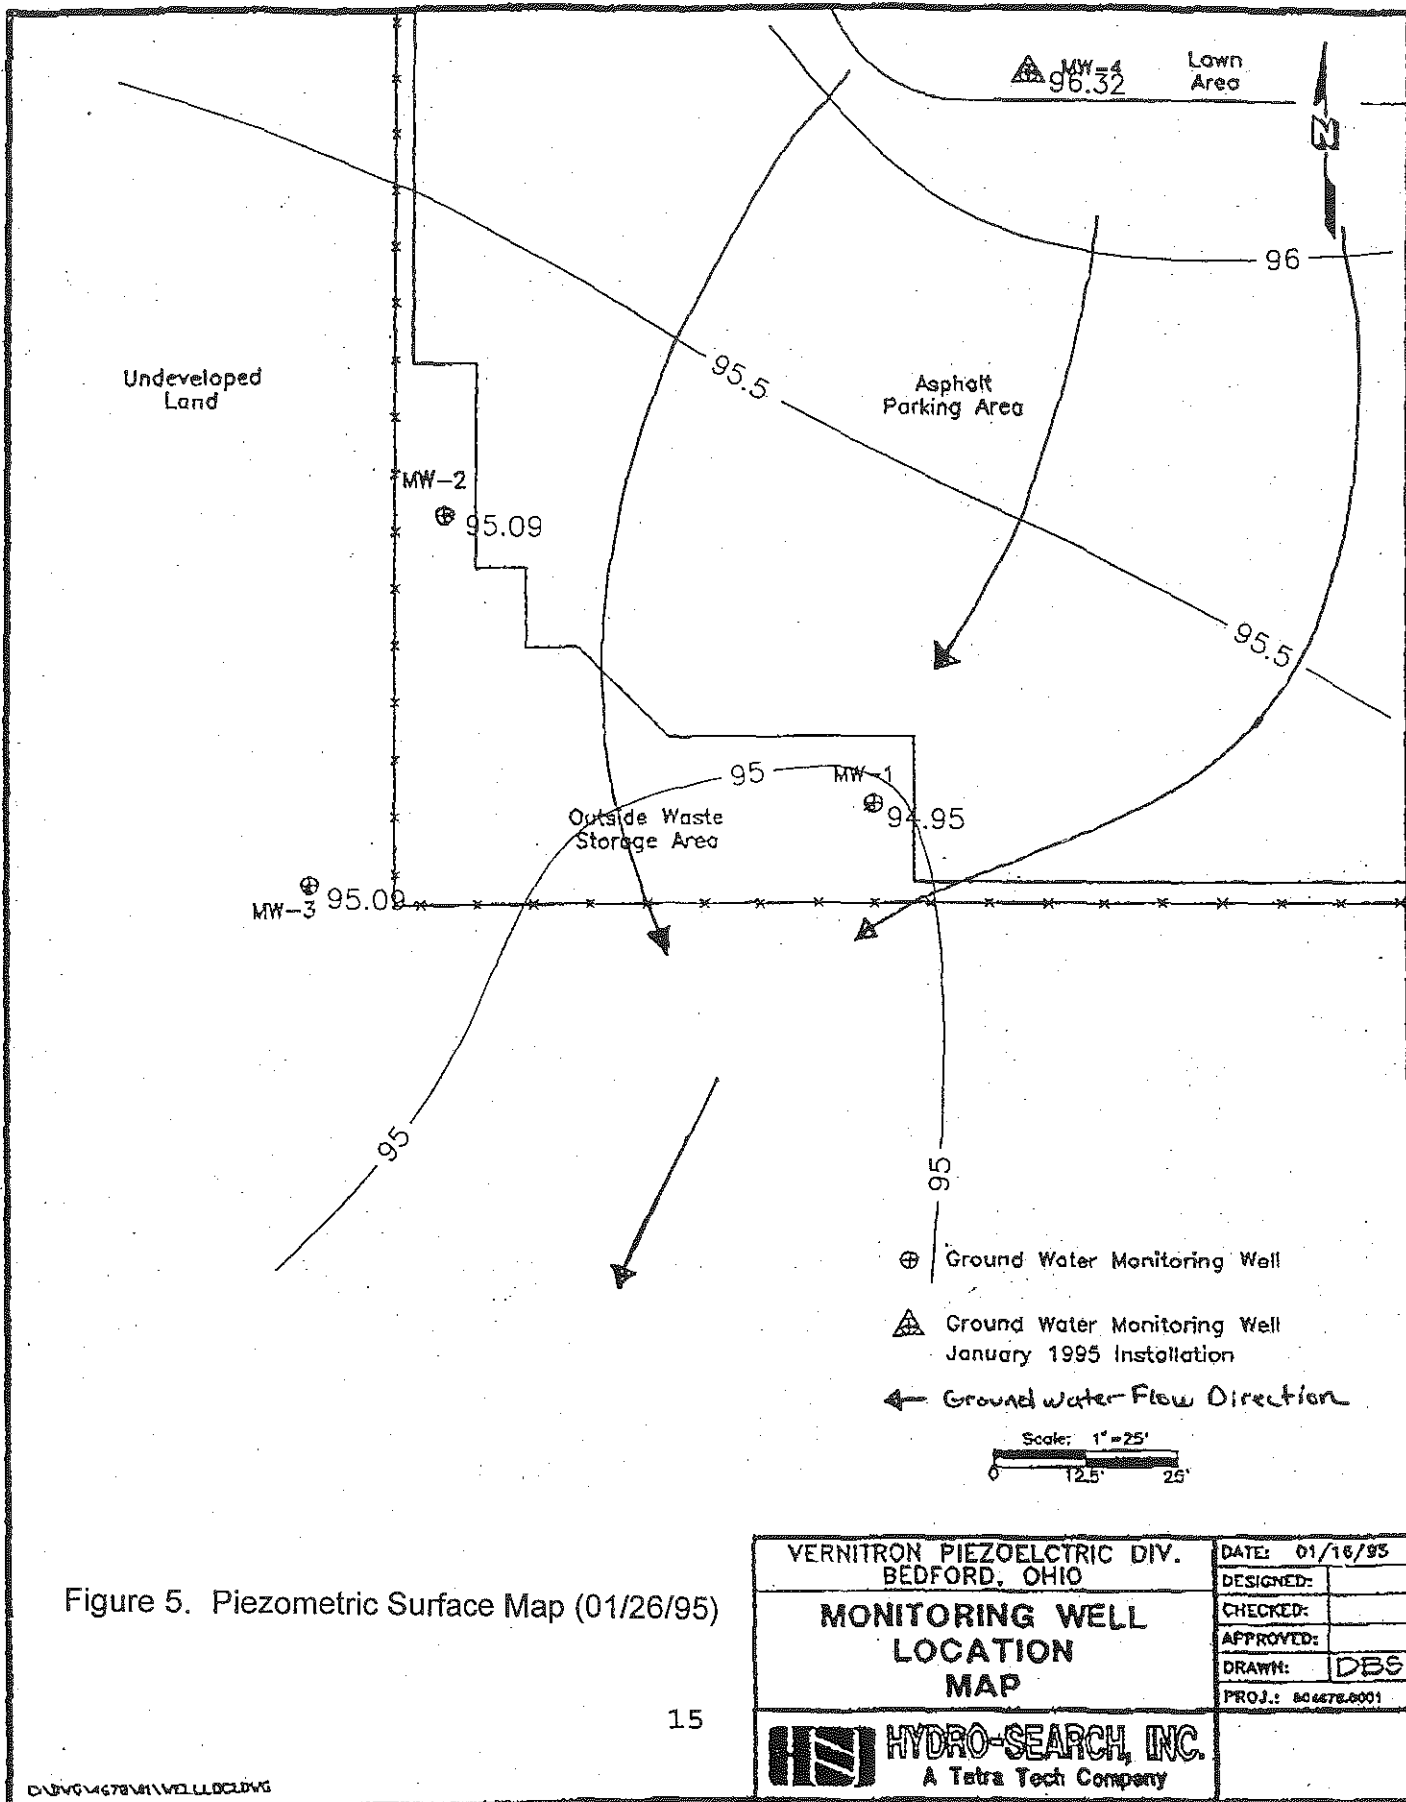 MW-4
96.32
Lawn
Area
N
96
Undeveloped
Land
95.5
Asphalt
Parking Area
MW-2
95.09
95.5
95
MW-1
94.95
Outside Waste
Storage Area
MW-3
95.09
95
95
Ground Water Monitoring Well
Ground Water Monitoring Well
January 1995 Installation
Ground Water Flow Direction
Scale: 1"=25'
0 12.5' 25'
Figure 5. Piezometric Surface Map (01/26/95)
15
VERNITRON PIEZOELCTRIC DIV.
BEDFORD, OHIO
MONITORING WELL
LOCATION
MAP
HYDRO-SEARCH, INC.
A Tetra Tech Company
DATE: 01/16/95
DESIGNED:
CHECKED:
APPROVED:
DRAWN: DBS
PROJ.: